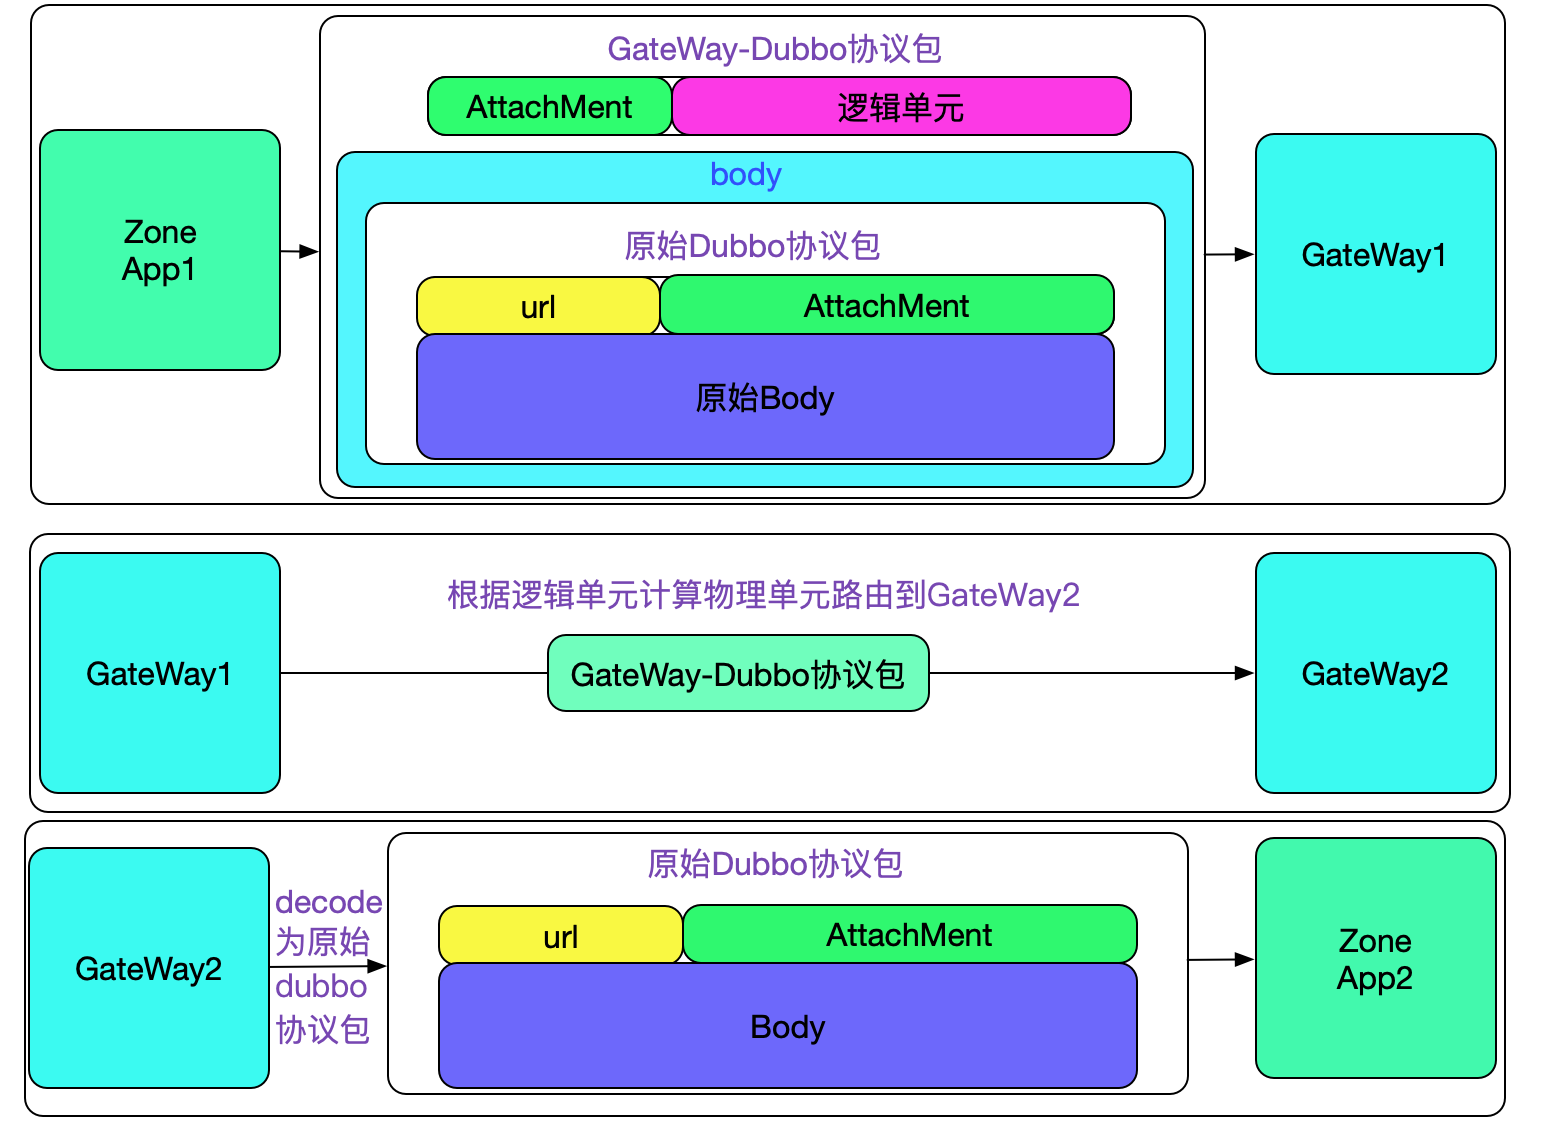 GateWay-Dubbo协议包
AttachMent
逻辑单元
body
Zone
App1
原始Dubbo协议包
url
AttachMent
原始Body
GateWay1
根据逻辑单元计算物理单元路由到GateWay2
GateWay1
GateWay-Dubbo协议包
GateWay2
原始Dubbo协议包
GateWay2
decode
为原始
dubbo
协议包
url
AttachMent
Body
Zone
App2